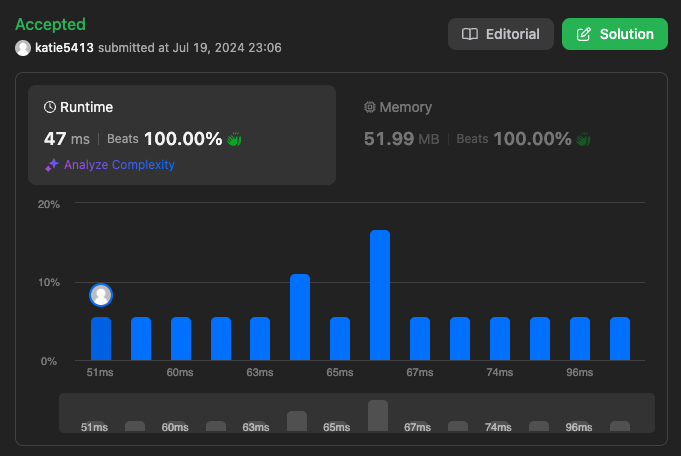 Accepted
katie5413 submitted at Jul 19, 2024 23:06
Editorial
Solution
Runtime
47 ms | Beats 100.00%
Analyze Complexity
Memory
51.99 MB | Beats 100.00%
20%
10%
0%
51ms 60ms 63ms 65ms 67ms 74ms 96ms
51ms 60ms 63ms 65ms 67ms 74ms 96ms